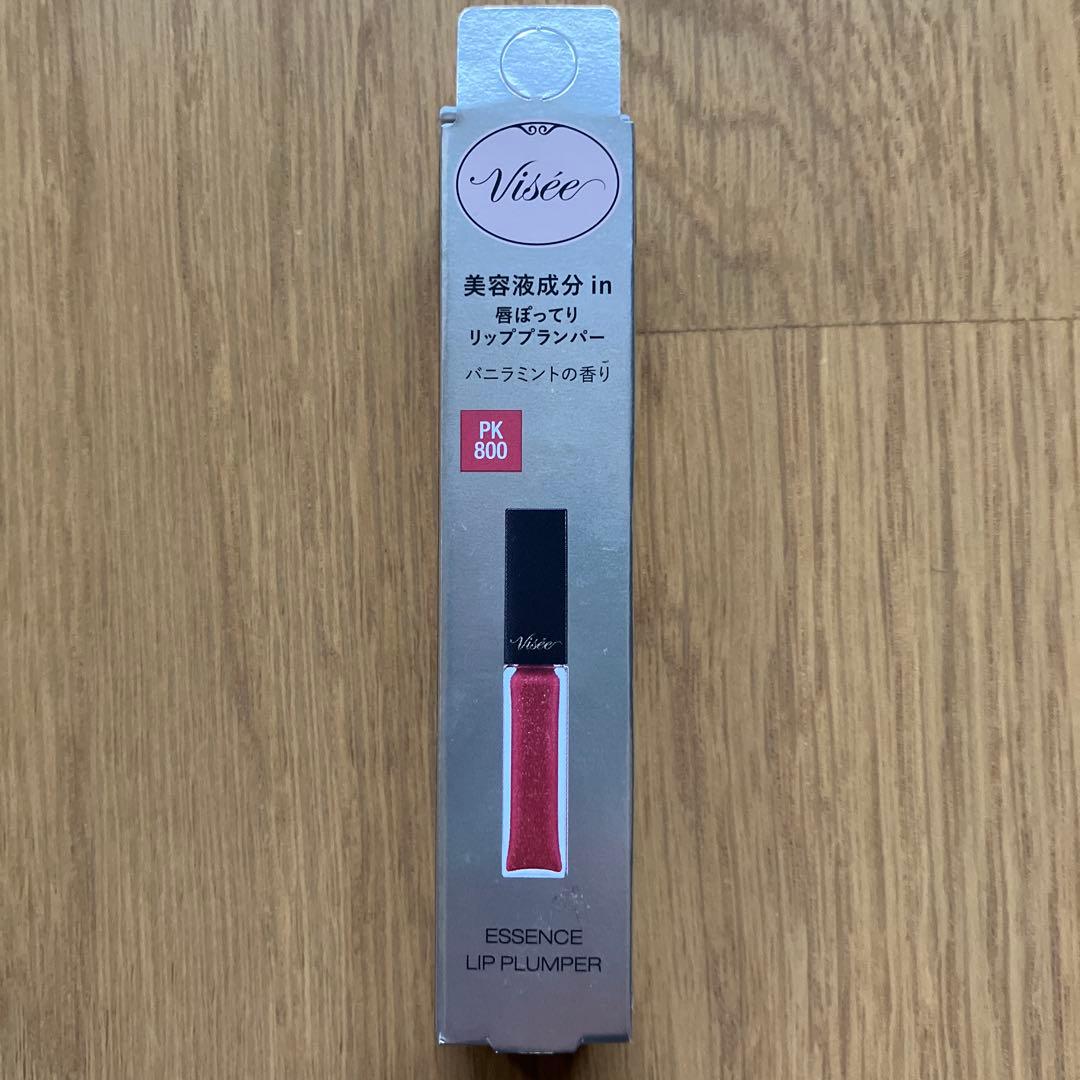 Visée
美容液成分 in
唇ぽってり
リッププランパー
バニラミントの香り
PK
800
Visée
ESSENCE
LIP PLUMPER